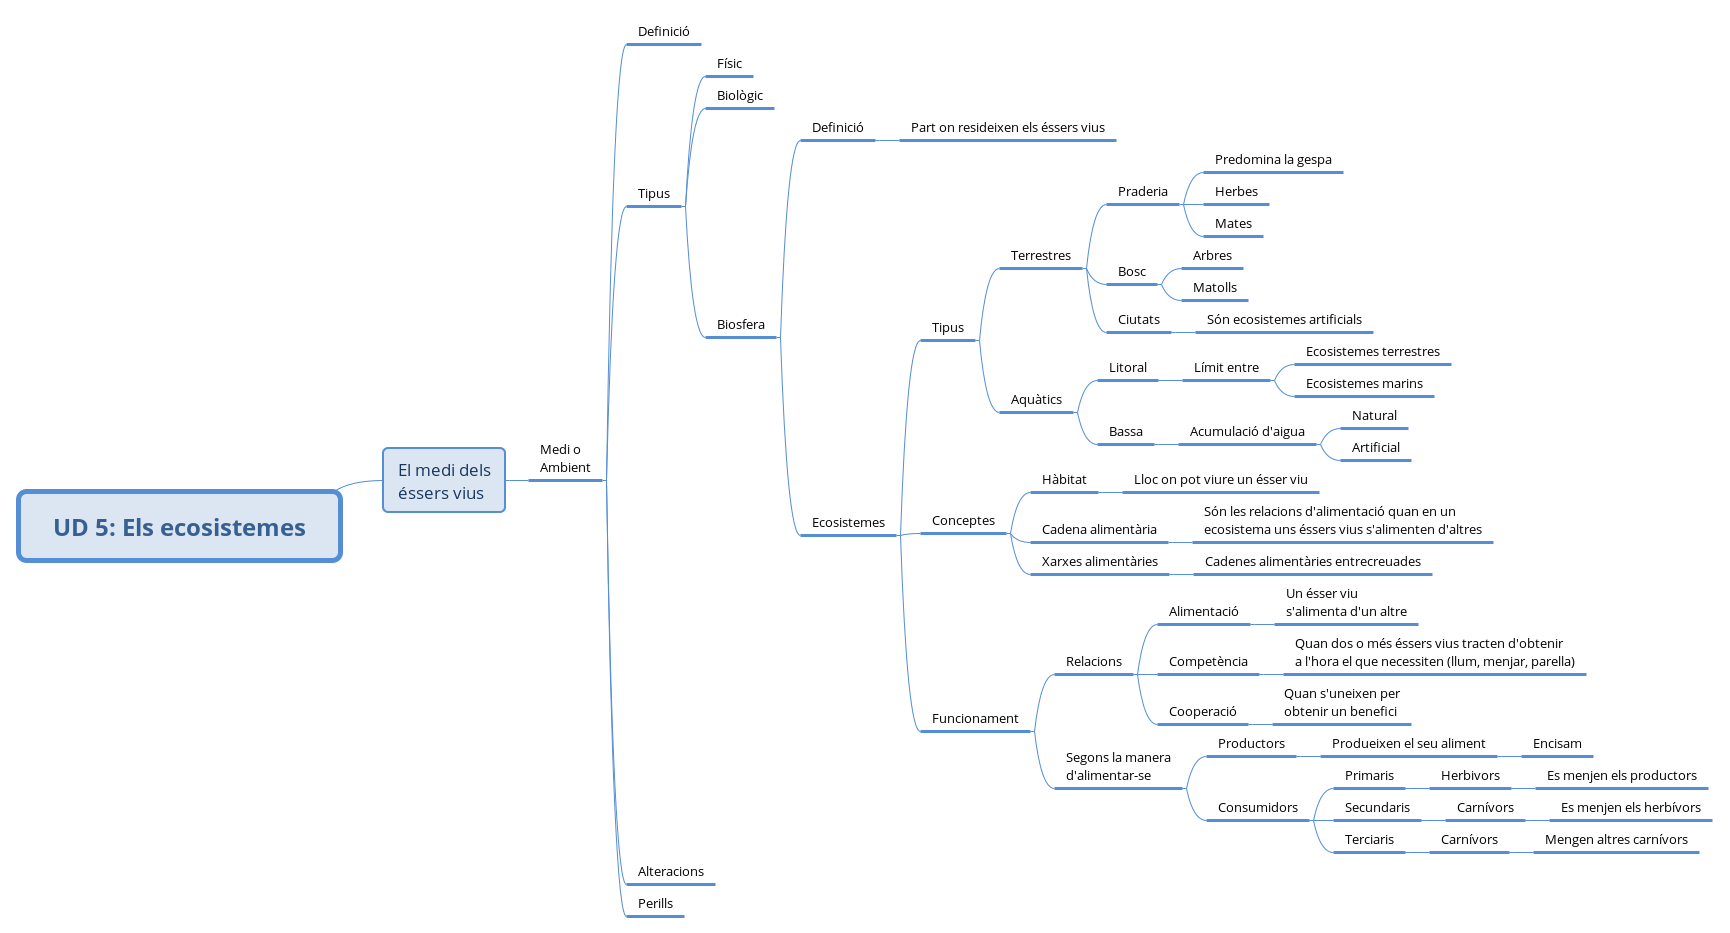 Definició
Físic
Biològic
Definició
Part on resideixen els éssers vius
Predomina la gespa
Tipus
Praderia
Herbes
Mates
Terrestres
Arbres
Bosc
Matolls
Biosfera
Tipus
Ciutats
Són ecosistemes artificials
Ecosistemes terrestres
Litoral
Límit entre
Ecosistemes marins
Aquàtics
Natural
Bassa
Acumulació d'aigua
Artificial
Medi o
Ambient
El medi dels
éssers vius
UD 5: Els ecosistemes
Hàbitat
Lloc on pot viure un ésser viu
Ecosistemes
Conceptes
Cadena alimentària
Són les relacions d'alimentació quan en un
ecosistema uns éssers vius s'alimenten d'altres
Xarxes alimentàries
Cadenes alimentàries entrecreuades
Alimentació
Un ésser viu
s'alimenta d'un altre
Relacions
Competència
Quan dos o més éssers vius tracten d'obtenir
a l'hora el que necessiten (llum, menjar, parella)
Cooperació
Quan s'uneixen per
obtenir un benefici
Funcionament
Segons la manera
d'alimentar-se
Productors
Produeixen el seu aliment
Encisam
Consumidors
Primaris
Herbivors
Es menjen els productors
Secundaris
Carnívors
Es menjen els herbívors
Terciaris
Carnívors
Mengen altres carnívors
Alteracions
Perills